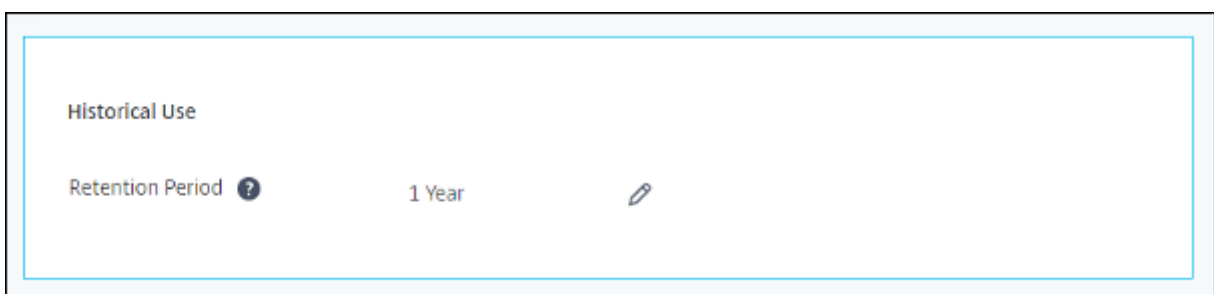 Historical Use
Retention Period ?
1 Year